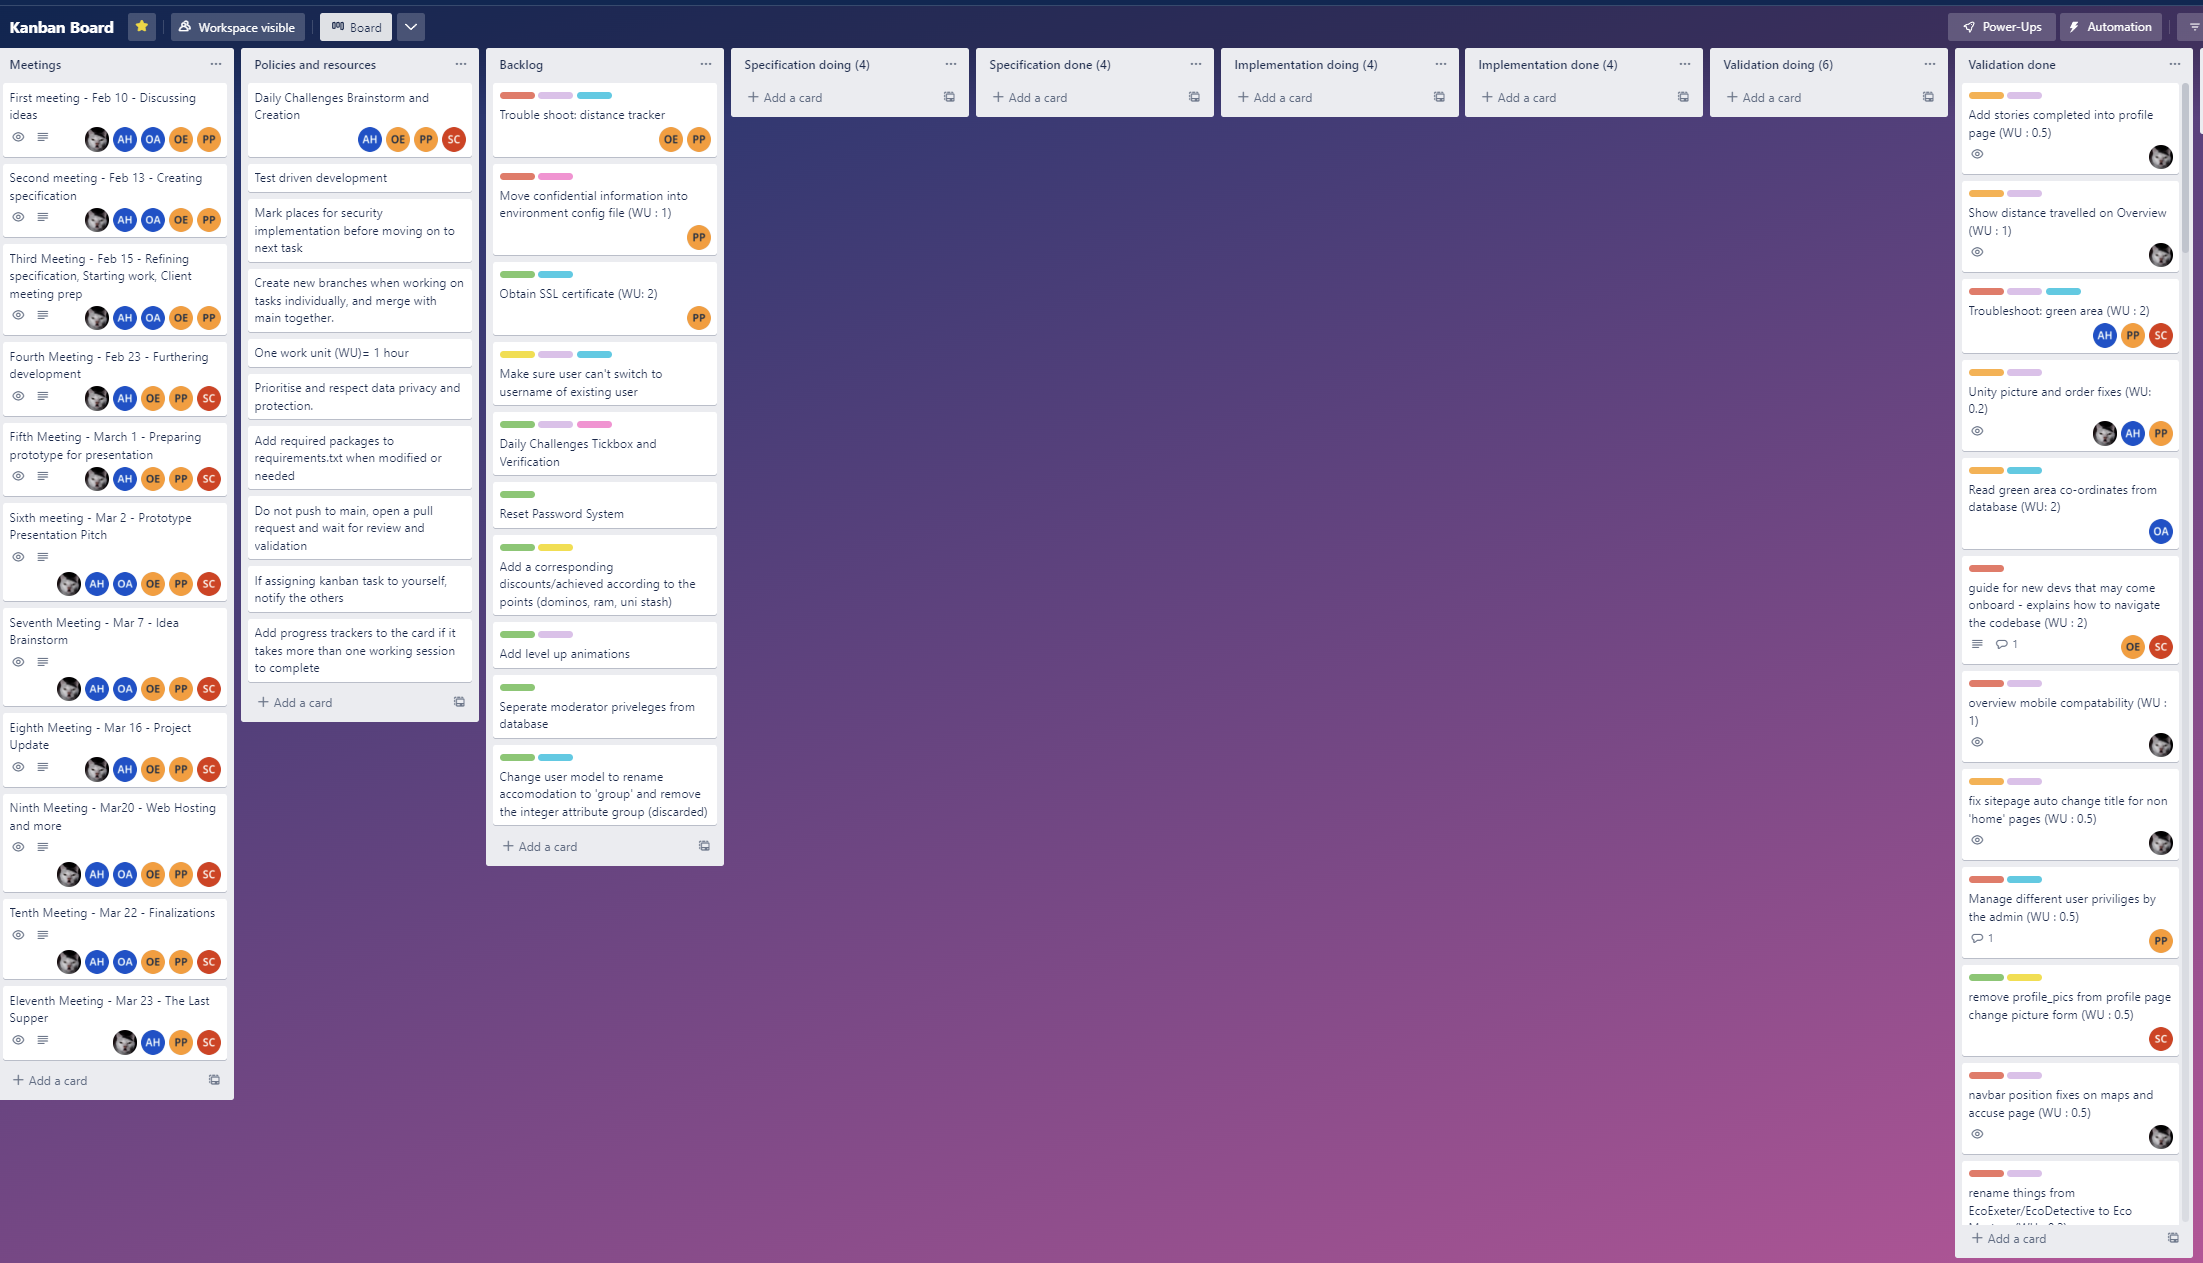 Kanban Board
Workspace visible
Board
Power-Ups
Automation
Meetings
First meeting - Feb 10 - Discussing
ideas
AH OA OE PP
Second meeting - Feb 13 - Creating
specification
AH OA OE PP
Third Meeting - Feb 15 - Refining
specification, Starting work, Client
meeting prep
AH OA OE PP
Fourth Meeting - Feb 23 - Furthering
development
AH OE PP SC
Fifth Meeting - March 1 - Preparing
prototype for presentation
AH OE PP SC
Sixth meeting - Mar 2 - Prototype
Presentation Pitch
AH OA OE PP SC
Seventh Meeting - Mar 7 - Idea
Brainstorm
AH OA OE PP SC
Eighth Meeting - Mar 16 - Project
Update
AH OE PP SC
Ninth Meeting - Mar20 - Web Hosting
and more
AH OA OE PP SC
Tenth Meeting - Mar 22 - Finalizations
AH OA OE PP SC
Eleventh Meeting - Mar 23 - The Last
Supper
AH PP SC
Add a card
Policies and resources
Daily Challenges Brainstorm and
Creation
AH OE PP SC
Test driven development
Mark places for security
implementation before moving on to
next task
Create new branches when working on
tasks individually, and merge with
main together.
One work unit (WU)= 1 hour
Prioritise and respect data privacy and
protection.
Add required packages to
requirements.txt when modified or
needed
Do not push to main, open a pull
request and wait for review and
validation
If assigning kanban task to yourself,
notify the others
Add progress trackers to the card if it
takes more than one working session
to complete
Add a card
Backlog
Trouble shoot: distance tracker
OE PP
Move confidential information into
environment config file (WU : 1)
PP
Obtain SSL certificate (WU: 2)
PP
Make sure user can't switch to
username of existing user
Daily Challenges Tickbox and
Verification
Reset Password System
Add a corresponding
discounts/achieved according to the
points (dominos, ram, uni stash)
Add level up animations
Seperate moderator priveleges from
database
Change user model to rename
accomodation to 'group' and remove
the integer attribute group (discarded)
Add a card
Specification doing (4)
Add a card
Specification done (4)
Add a card
Implementation doing (4)
Add a card
Implementation done (4)
Add a card
Validation doing (6)
Add a card
Validation done
Add stories completed into profile
page (WU : 0.5)
Show distance travelled on Overview
(WU : 1)
Troubleshoot: green area (WU : 2)
AH PP SC
Unity picture and order fixes (WU:
0.2)
AH PP
Read green area co-ordinates from
database (WU: 2)
OA
guide for new devs that may come
onboard - explains how to navigate
the codebase (WU : 2)
1 OE SC
overview mobile compatability (WU :
1)
fix sitepage auto change title for non
'home' pages (WU : 0.5)
Manage different user priviliges by
the admin (WU : 0.5)
1 PP
remove profile_pics from profile page
change picture form (WU : 0.5)
SC
navbar position fixes on maps and
accuse page (WU : 0.5)
rename things from
EcoExeter/EcoDetective to Eco
Add a card